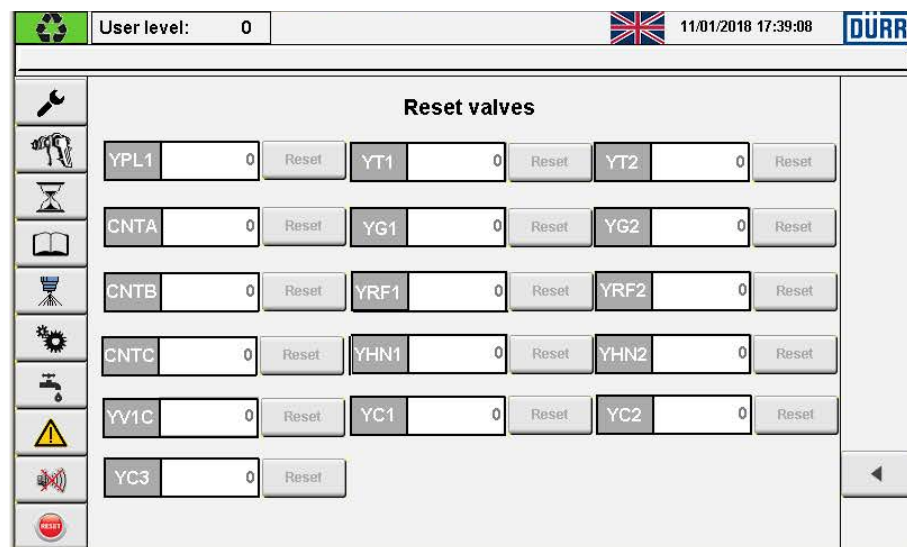 User level: 0 11/01/2018 17:39:08 DÜRR
Reset valves
YPL1 0 Reset YT1 0 Reset YT2 0 Reset
CNTA 0 Reset YG1 0 Reset YG2 0 Reset
CNTB 0 Reset YRF1 0 Reset YRF2 0 Reset
CNTC 0 Reset YHN1 0 Reset YHN2 0 Reset
YV1C 0 Reset YC1 0 Reset YC2 0 Reset
YC3 0 Reset
RESET